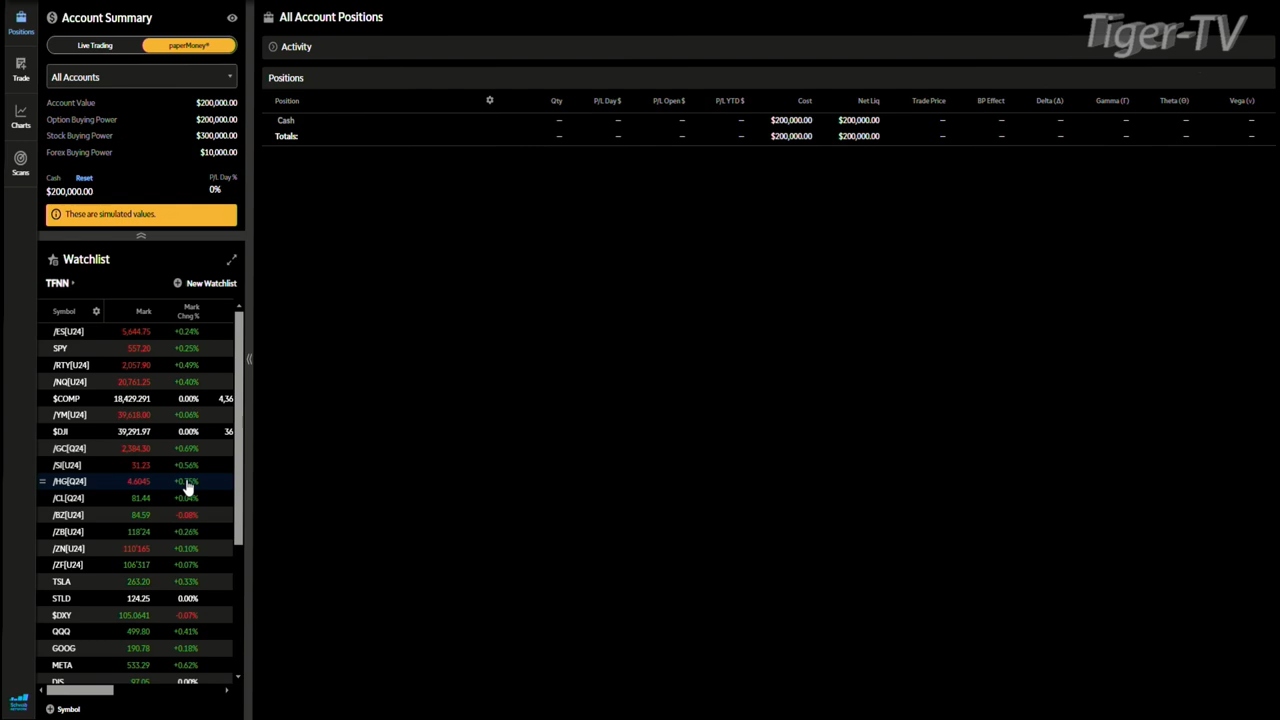 Positions
Trade
Charts
Scans
Account Summary
Live Trading
paperMoney®
All Accounts
Account Value $200,000.00
Option Buying Power $200,000.00
Stock Buying Power $300,000.00
Forex Buying Power $10,000.00
Cash Reset P/L Day %
$200,000.00 0%
These are simulated values.
Watchlist
TFNN New Watchlist
Symbol Mark Mark Chng %
/ES[U24] 5,644.75 +0.24%
SPY 557.20 +0.25%
/RTY[U24] 2,057.90 +0.49%
/NQ[U24] 20,761.25 +0.40%
$COMP 18,429.291 0.00% 4,36
/YM[U24] 39,618.00 +0.06%
$DJI 39,291.97 0.00% 36
/GC[Q24] 2,384.30 +0.69%
/SI[U24] 31.23 +0.56%
/HG[Q24] 4.6045
/CL[Q24] 81.44
/BZ[U24] 84.59 -0.08%
/ZB[U24] 118'24 +0.26%
/ZN[U24] 110'165 +0.10%
/ZF[U24] 106'317 +0.07%
TSLA 263.20 +0.33%
STLD 124.25 0.00%
$DXY 105.0641 -0.07%
QQQ 499.80 +0.41%
GOOG 190.78 +0.18%
META 533.29 +0.62%
DIS 97.05 0.00%
Symbol
All Account Positions
Activity
Positions
Position Qty P/L Day $ P/L Open $ P/L YTD $ Cost Net Liq Trade Price BP Effect Delta (Δ) Gamma (Γ) Theta (Θ) Vega (ν)
Cash – – – – $200,000.00 $200,000.00 – – – – – –
Totals: – – – – $200,000.00 $200,000.00 – – – – – –
Tiger-TV